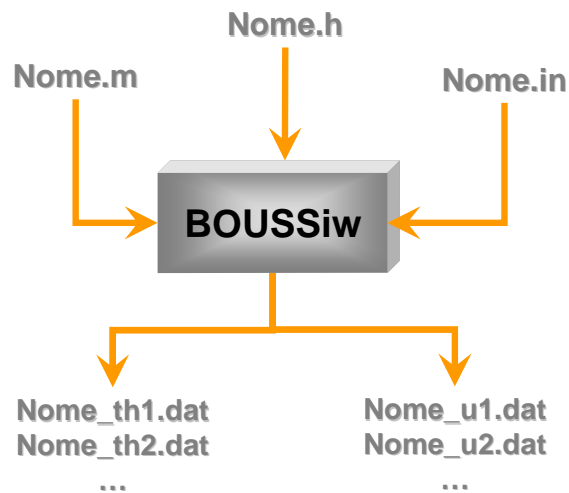 Nome.h
Nome.m
Nome.in
BOUSSiw
Nome_th1.dat
Nome_th2.dat
...
Nome_u1.dat
Nome_u2.dat
...